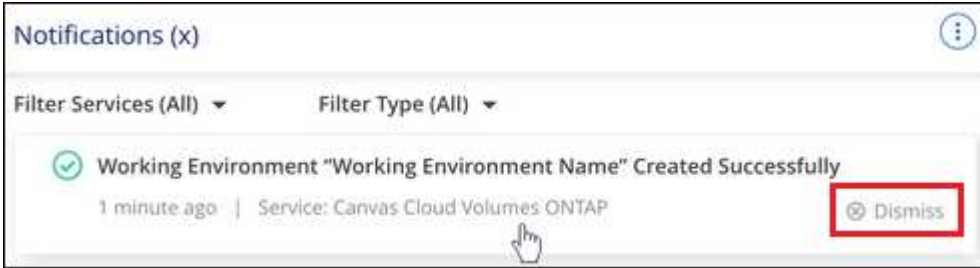 Notifications (x)
Filter Services (All) Filter Type (All)
Working Environment “Working Environment Name” Created Successfully
1 minute ago | Service: Canvas Cloud Volumes ONTAP Dismiss